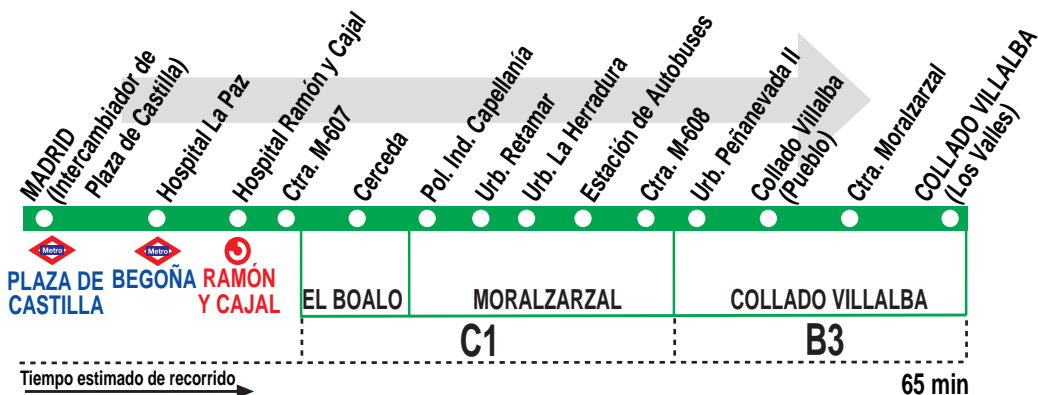 MADRID
(Intercambiador de
Plaza de Castilla)
Hospital La Paz
Hospital Ramón y Cajal
Ctra. M-607
Cerceda
Pol. Ind. Capellanía
Urb. Retamar
Urb. La Herradura
Estación de Autobuses
Ctra. M-608
Urb. Peñanevada II
Collado Villalba
(Pueblo)
Ctra. Moralzarzal
COLLADO VILLALBA
(Los Valles)
Metro
PLAZA DE
CASTILLA
Metro
BEGOÑA
RAMÓN
Y CAJAL
EL BOALO
MORALZARZAL
COLLADO VILLALBA
C1
B3
Tiempo estimado de recorrido
65 min